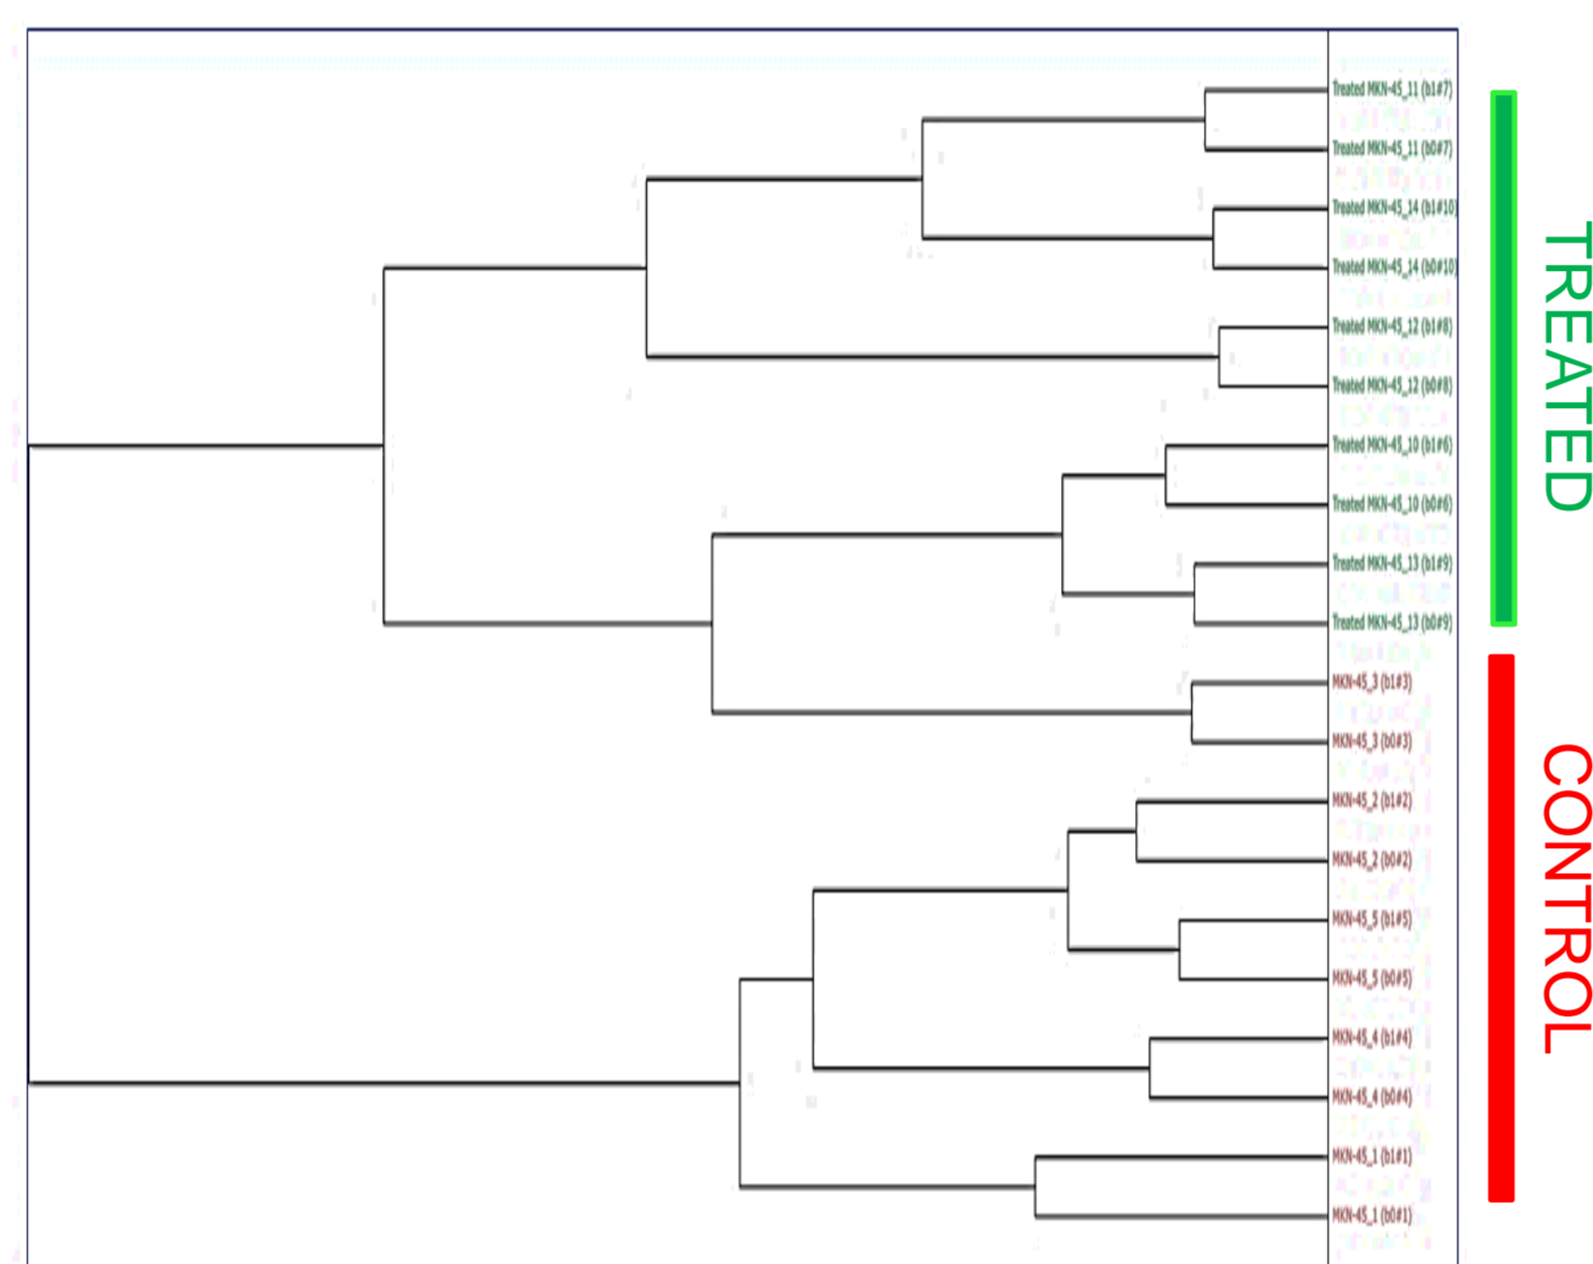 Treated MKN-45_11 (b1#7)
Treated MKN-45_11 (b0#7)
Treated MKN-45_14 (b1#10)
Treated MKN-45_14 (b0#10)
Treated MKN-45_12 (b1#8)
Treated MKN-45_12 (b0#8)
Treated MKN-45_10 (b1#6)
Treated MKN-45_10 (b0#6)
Treated MKN-45_13 (b1#9)
Treated MKN-45_13 (b0#9)
MKN-45_3 (b1#3)
MKN-45_3 (b0#3)
MKN-45_2 (b1#2)
MKN-45_2 (b0#2)
MKN-45_5 (b1#5)
MKN-45_5 (b0#5)
MKN-45_4 (b1#4)
MKN-45_4 (b0#4)
MKN-45_1 (b1#1)
MKN-45_1 (b0#1)
TREATED
CONTROL